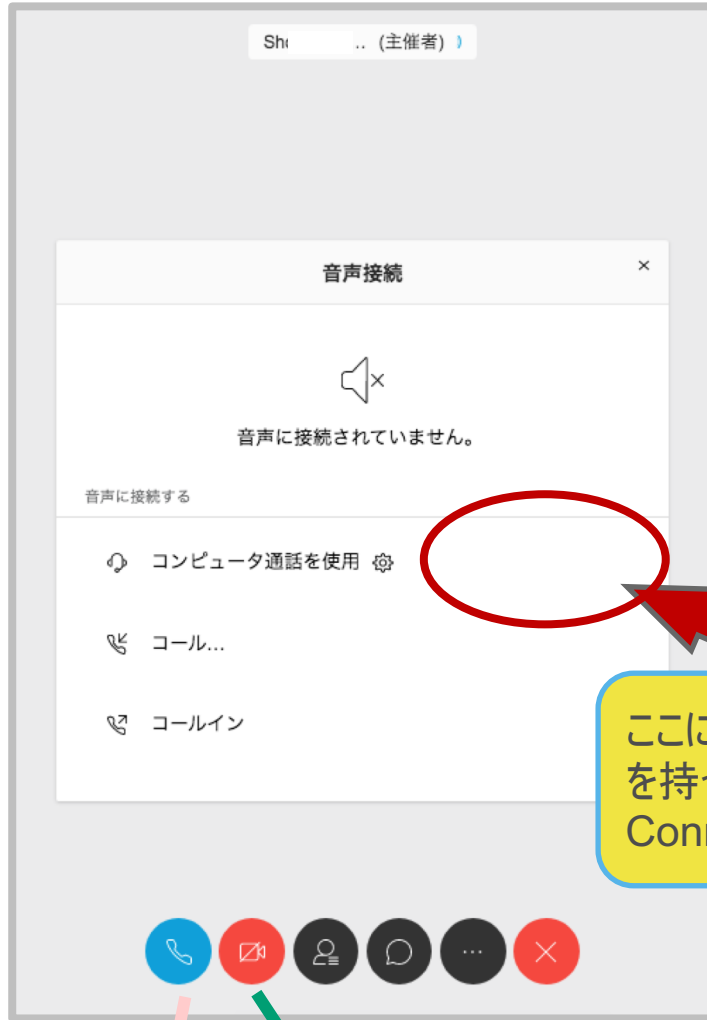 Sh .. (主催者)
音声接続
音声に接続されていません。
音声に接続する
コンピュータ通話を使用
コール...
コールイン
ここに
を持
Con